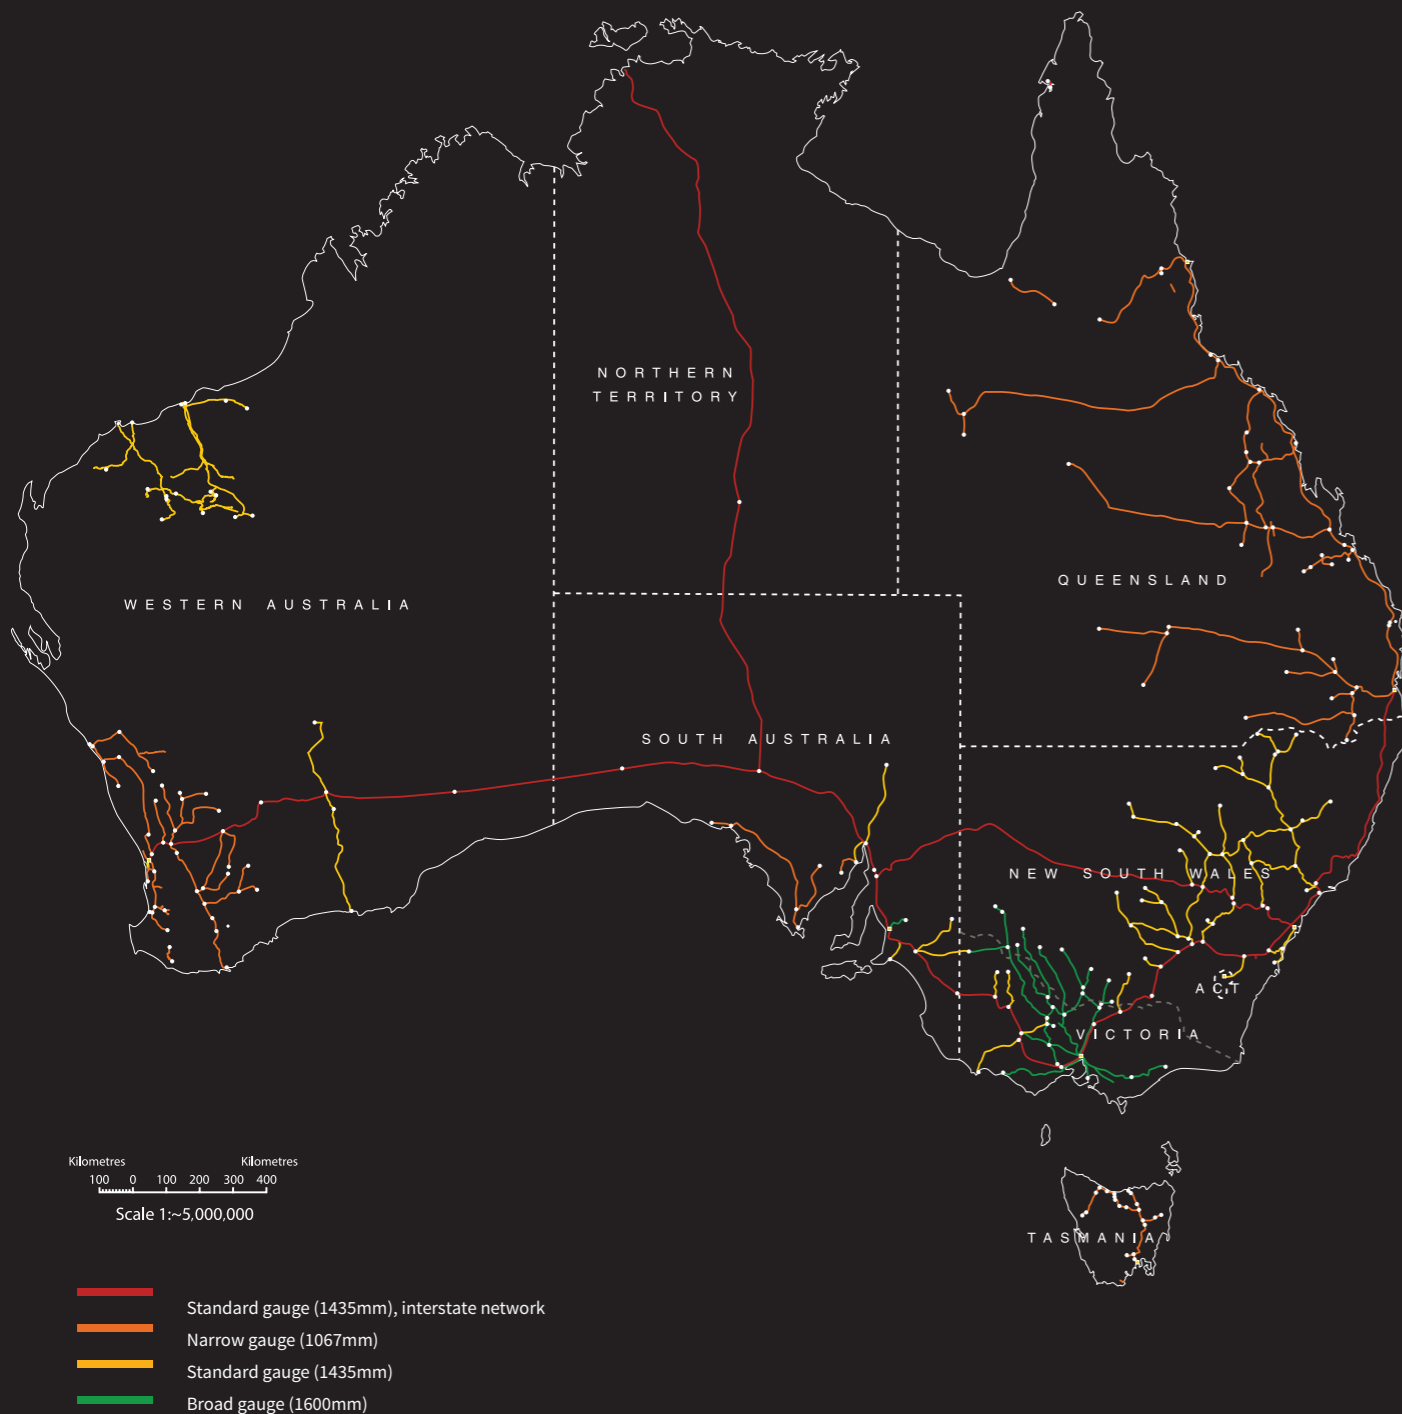 NORTHERN
TERRITORY
QUEENSLAND
WESTERN AUSTRALIA
SOUTH AUSTRALIA
NEW SOUTH WALES
ACT
VICTORIA
Kilometres Kilometres
100 0 100 200 300 400
Scale 1:~5,000,000
TASMANIA
Standard gauge (1435mm), interstate network
Narrow gauge (1067mm)
Standard gauge (1435mm)
Broad gauge (1600mm)